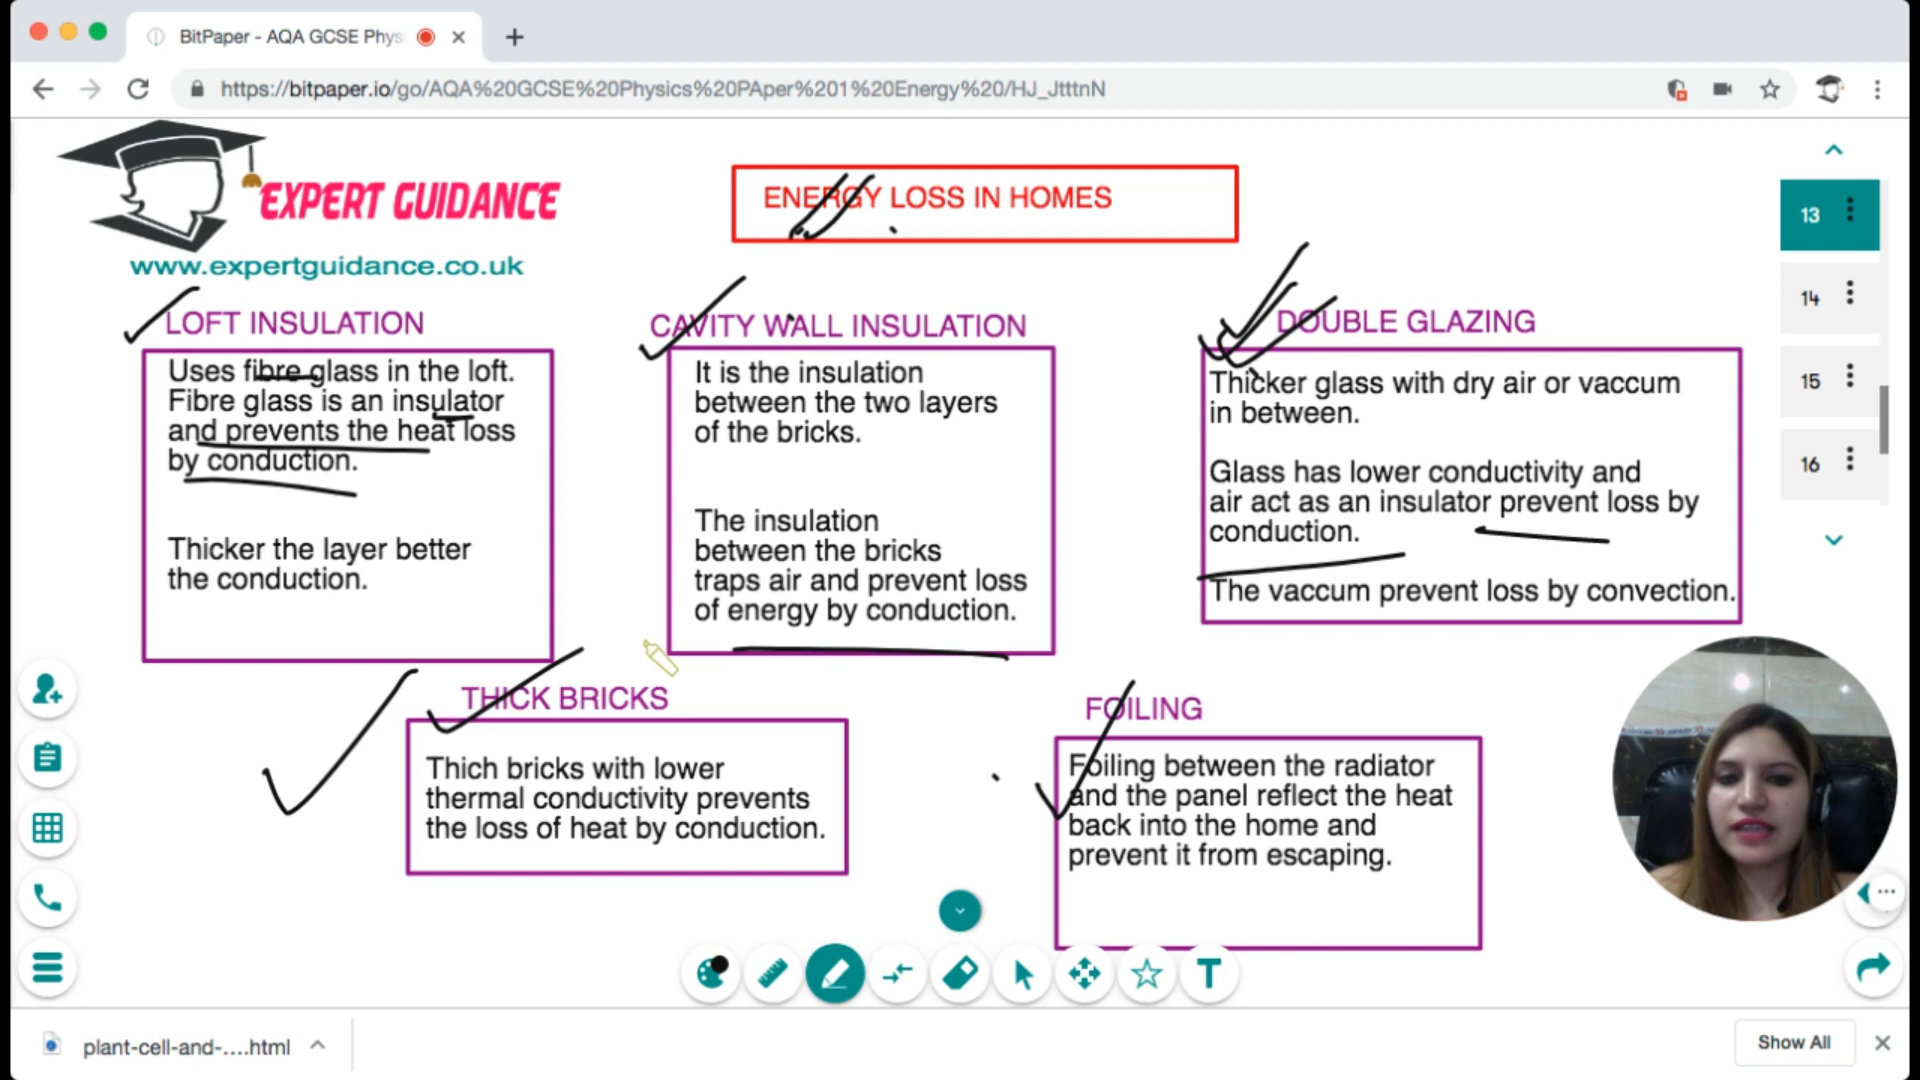 BitPaper - AQA GCSE Phys
https://bitpaper.io/go/AQA%20GCSE%20Physics%20PAper%201%20Energy%20/HJ_JtttnN
EXPERT GUIDANCE
www.expertguidance.co.uk
ENERGY LOSS IN HOMES
LOFT INSULATION
Uses fibre glass in the loft.
Fibre glass is an insulator
and prevents the heat loss
by conduction.
Thicker the layer better
the conduction.
CAVITY WALL INSULATION
It is the insulation
between the two layers
of the bricks.
The insulation
between the bricks
traps air and prevent loss
of energy by conduction.
DOUBLE GLAZING
Thicker glass with dry air or vaccum
in between.
Glass has lower conductivity and
air act as an insulator prevent loss by
conduction.
The vaccum prevent loss by convection.
13
14
15
16
THICK BRICKS
Thich bricks with lower
thermal conductivity prevents
the loss of heat by conduction.
FOILING
Foiling between the radiator
and the panel reflect the heat
back into the home and
prevent it from escaping.
T
plant-cell-and-....html
Show All